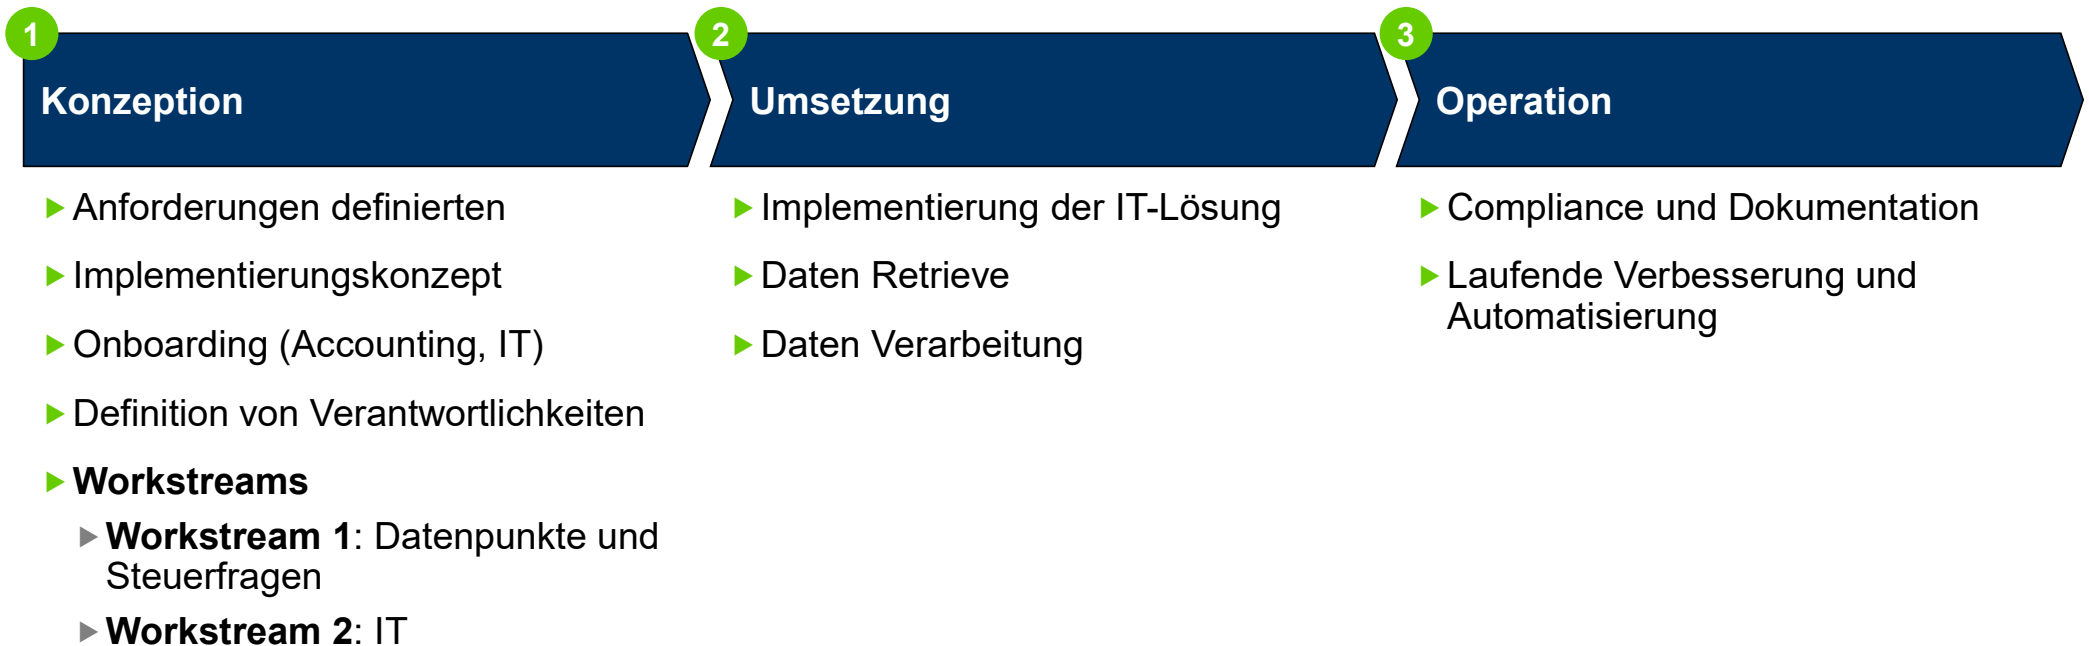 1
Konzeption
Anforderungen definierten
Implementierungskonzept
Onboarding (Accounting, IT)
Definition von Verantwortlichkeiten
Workstreams
Workstream 1: Datenpunkte und
Steuerfragen
Workstream 2: IT
2
Umsetzung
Implementierung der IT-Lösung
Daten Retrieve
Daten Verarbeitung
3
Operation
Compliance und Dokumentation
Laufende Verbesserung und
Automatisierung